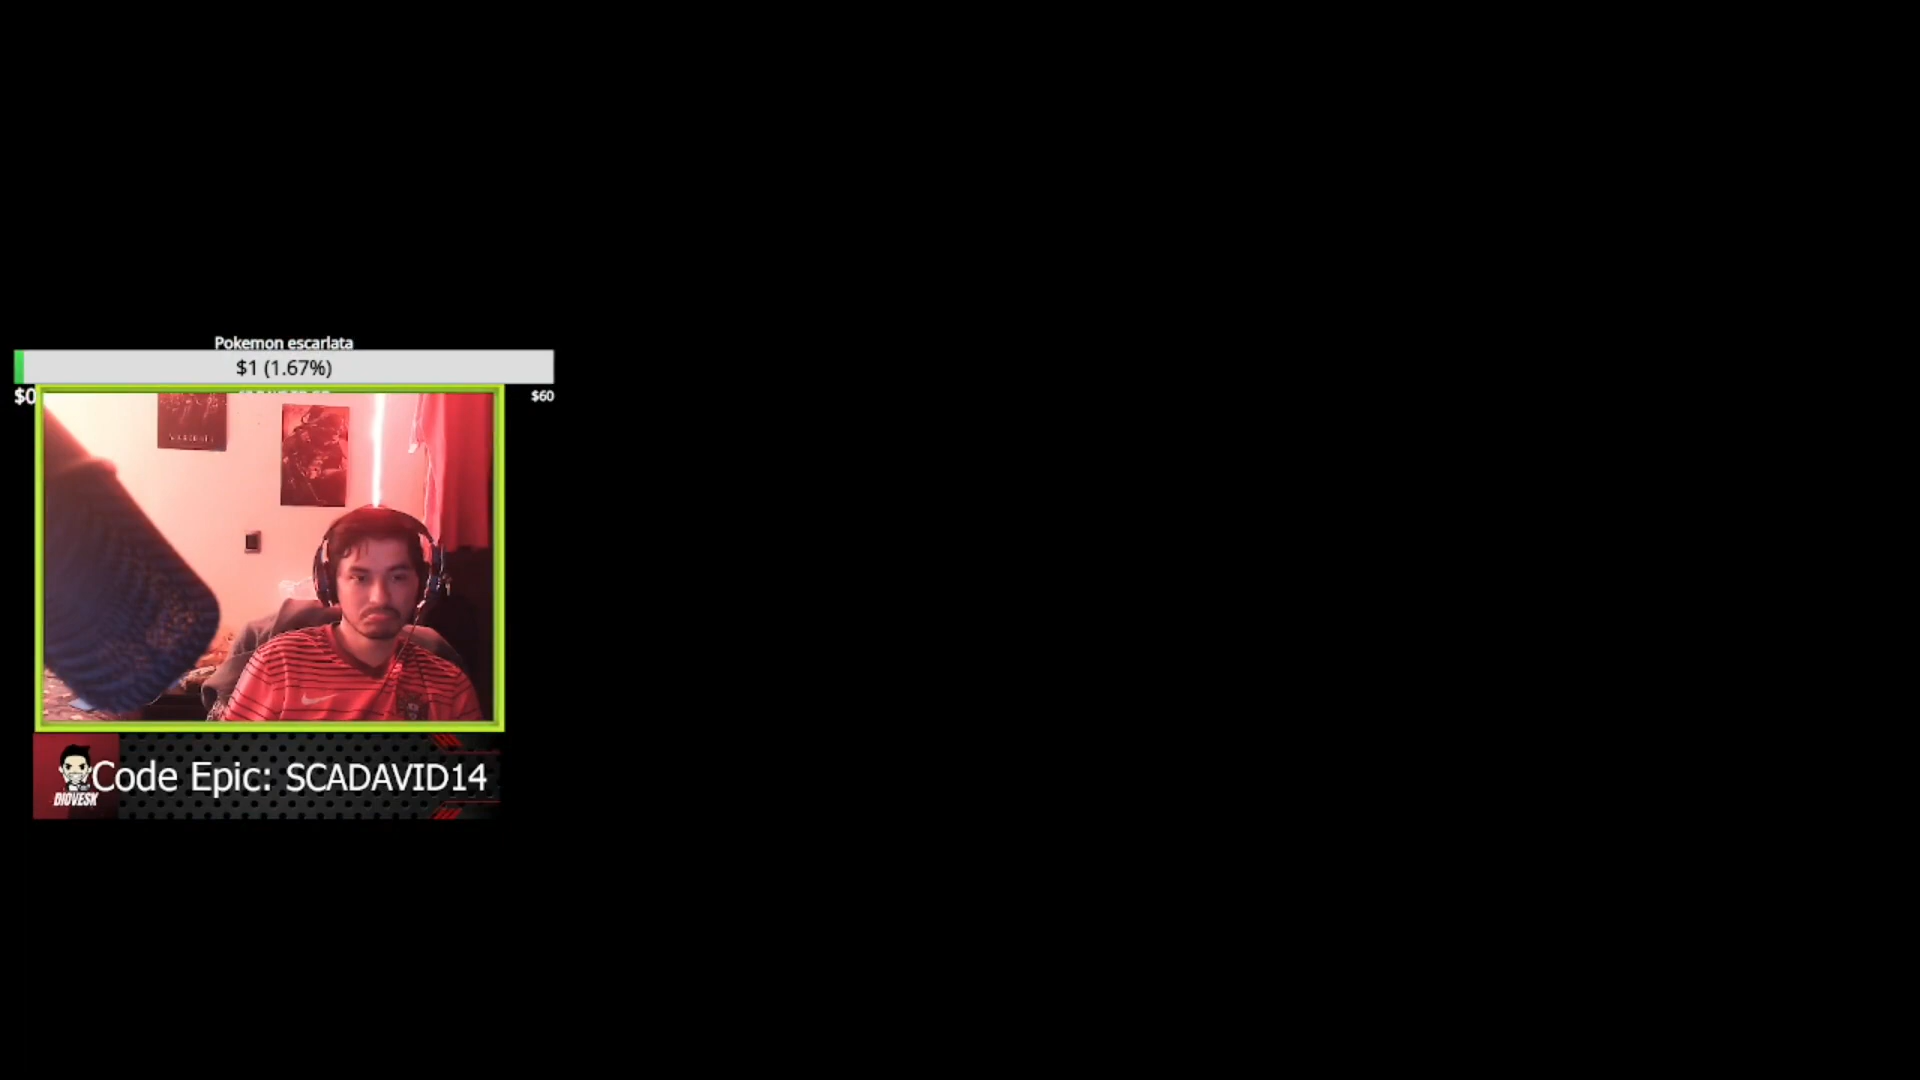 Pokemon escarlata
$1 (1.67%)
$0
$60
Code Epic: SCADAVID14
DIOVESK